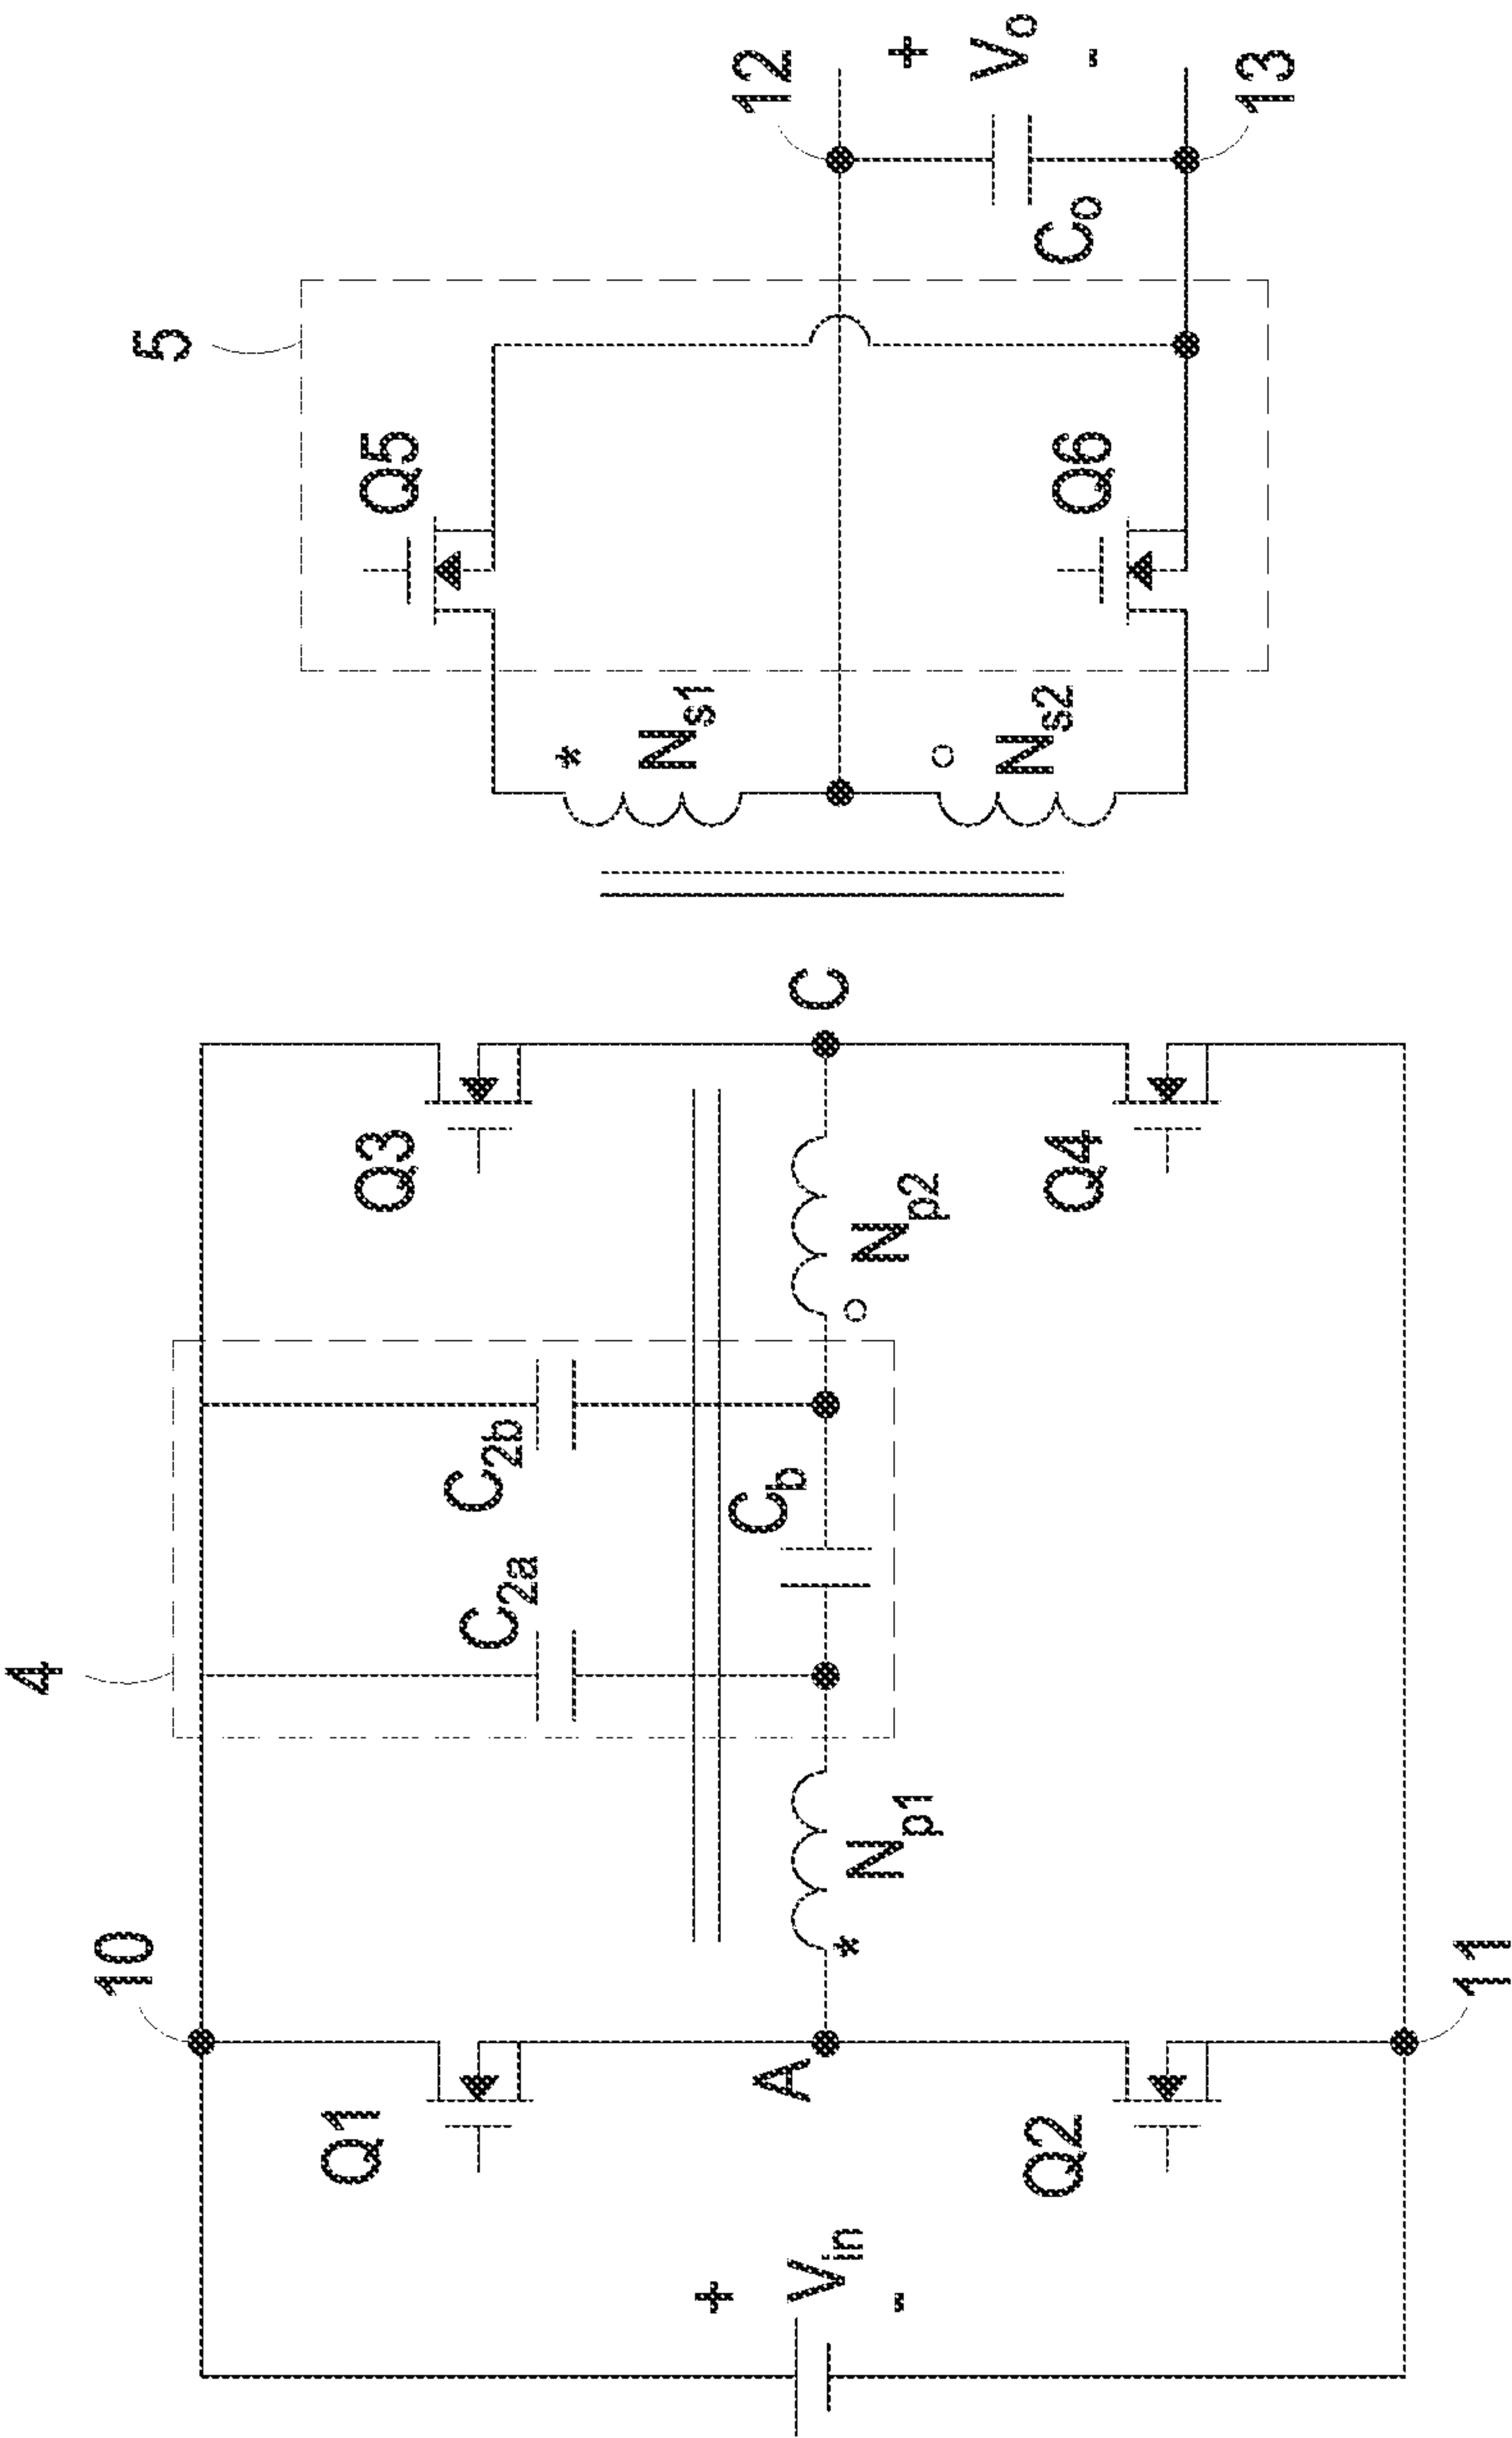 4
5
10
12
Q1
Q3
Q5
C2a
C2b
*
Ns1
+
Vin
-
A
*
Np1
Cb
Np2
C
Ns2
+
Vo
-
Co
Q2
Q4
Q6
11
13